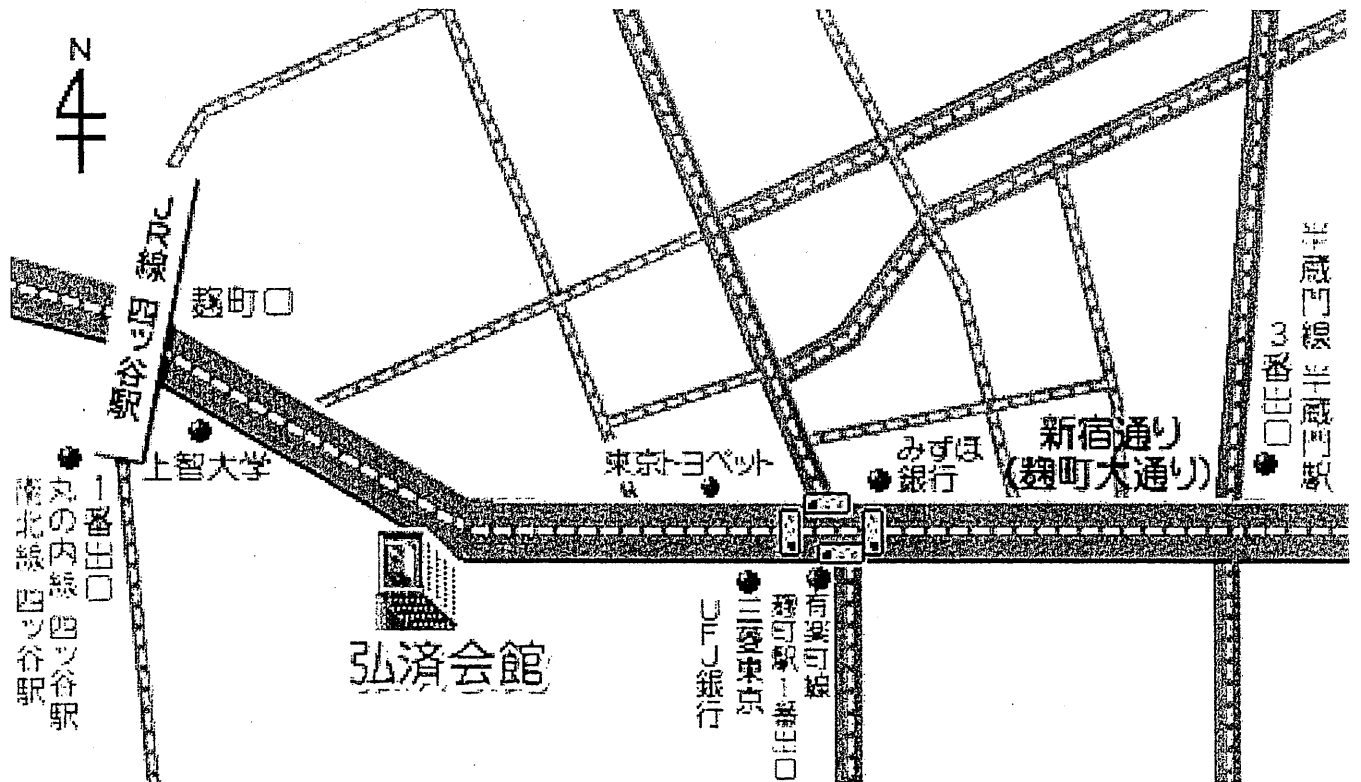 N
JR線 四ッ谷駅
麹町口
上智大学
1番出口
丸の内線 四ッ谷駅
南北線 四ッ谷駅
弘済会館
東京トヨペット
みずほ
銀行
新宿通り
(麹町大通り)
半蔵門線 半蔵門駅
3番出口
有楽町線
麹町駅1番出口
三菱東京
UFJ銀行